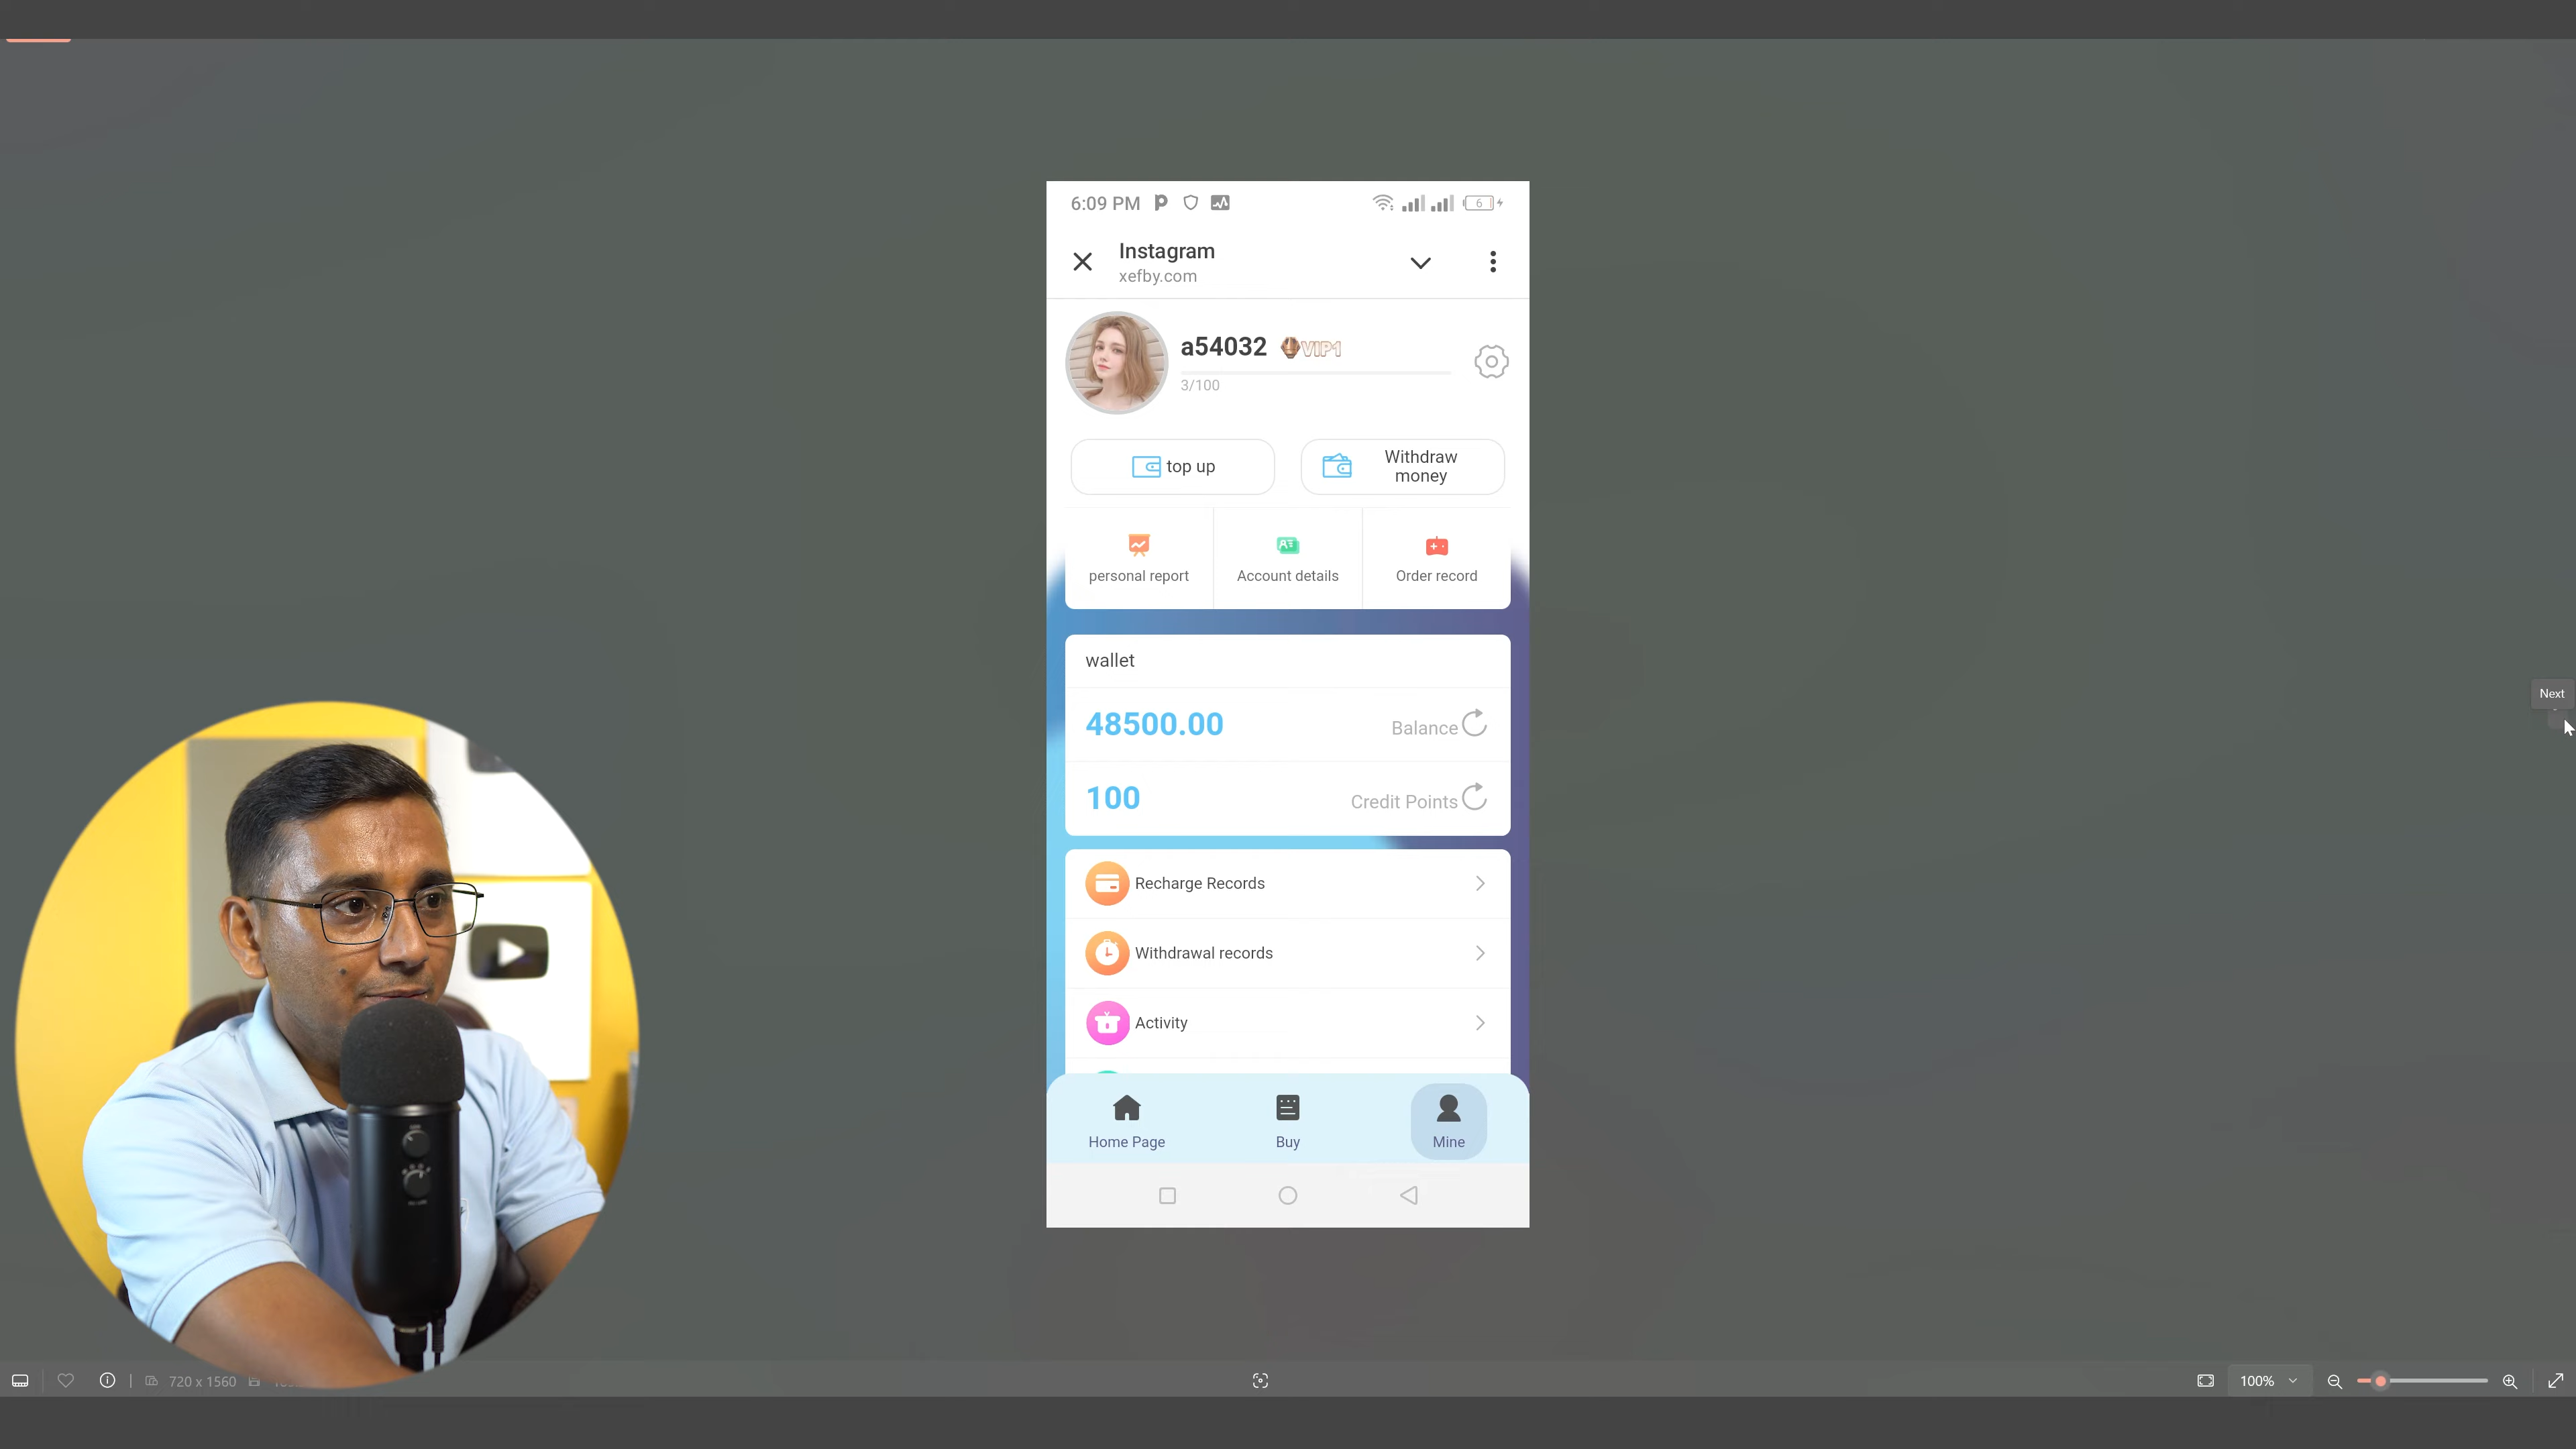 6:09 PM
6
Instagram
xefby.com
a54032 VIP1
3/100
top up
Withdraw
money
personal report
Account details
Order record
wallet
48500.00
Balance
100
Credit Points
Recharge Records
Withdrawal records
Activity
Home Page
Buy
Mine
Next
720 x 1560
100%